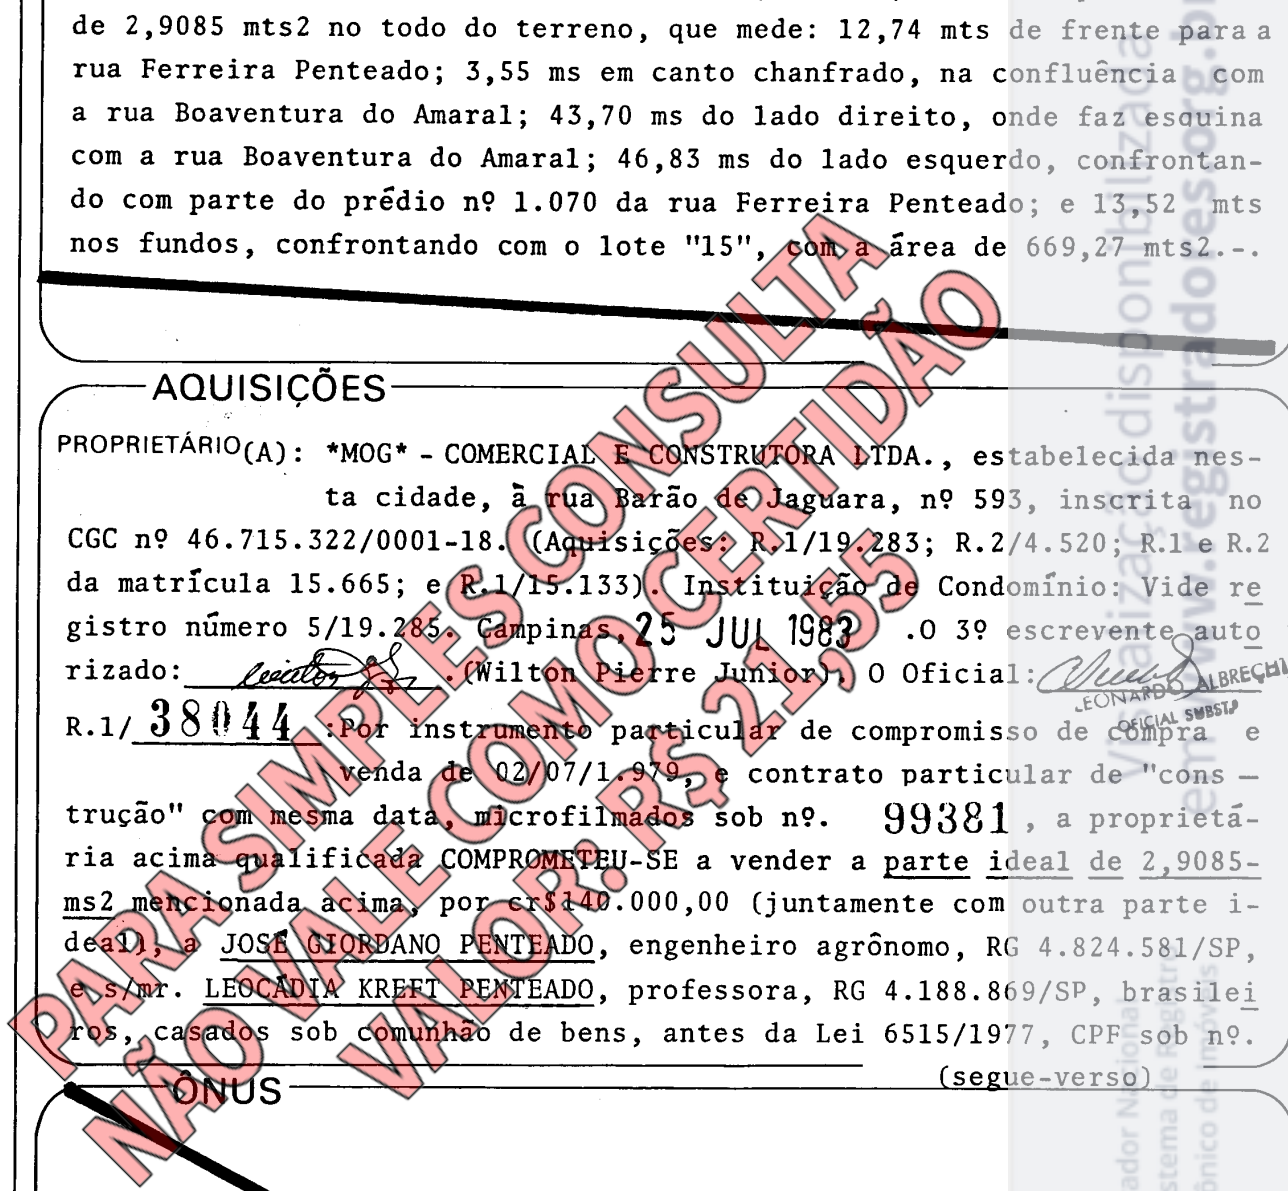 de 2,9085 mts2 no todo do terreno, que mede: 12,74 mts de frente para a
rua Ferreira Penteado; 3,55 ms em canto chanfrado, na confluência com
a rua Boaventura do Amaral; 43,70 ms do lado direito, onde faz esquina
com a rua Boaventura do Amaral; 46,83 ms do lado esquerdo, confrontan-
do com parte do prédio nº 1.070 da rua Ferreira Penteado; e 13,52 mts
nos fundos, confrontando com o lote "15", com a área de 669,27 mts2.-.
AQUISIÇÕES
PROPRIETÁRIO(A): *MOG* - COMERCIAL E CONSTRUTORA LTDA., estabelecida nes-
ta cidade, à rua Barão de Jaguara, nº 593, inscrita no
CGC nº 46.715.322/0001-18. (Aquisições: R.1/19.283; R.2/4.520; R.1 e R.2
da matrícula 15.665; e R.1/15.133). Instituição de Condomínio: Vide re
gistro número 5/19.285. Campinas, 25 JUL 1983 .O 3º escrevente auto
rizado: .(Wilton Pierre Junior). O Oficial:
LEONARDO ALBRECHT
OFICIAL SUBST.º
R.1/ 38044 :Por instrumento particular de compromisso de compra e
venda de 02/07/1.979, e contrato particular de "cons -
trução" com mesma data, microfilmados sob nº. 99381 , a proprietá-
ria acima qualificada COMPROMETEU-SE a vender a parte ideal de 2,9085-
ms2 mencionada acima, por cr$140.000,00 (juntamente com outra parte i-
deal), a JOSÉ GIORDANO PENTEADO, engenheiro agrônomo, RG 4.824.581/SP,
e s/mr. LEOCÁDIA KREFT PENTEADO, professora, RG 4.188.869/SP, brasilei
ros, casados sob comunhão de bens, antes da Lei 6515/1977, CPF sob nº.
(segue-verso)
ÔNUS
PARA SIMPLES CONSULTA
NÃO VALE COMO CERTIDÃO
VALOR: R$ 21,55
Visualização disponibilizada
em www.registradores.org.br